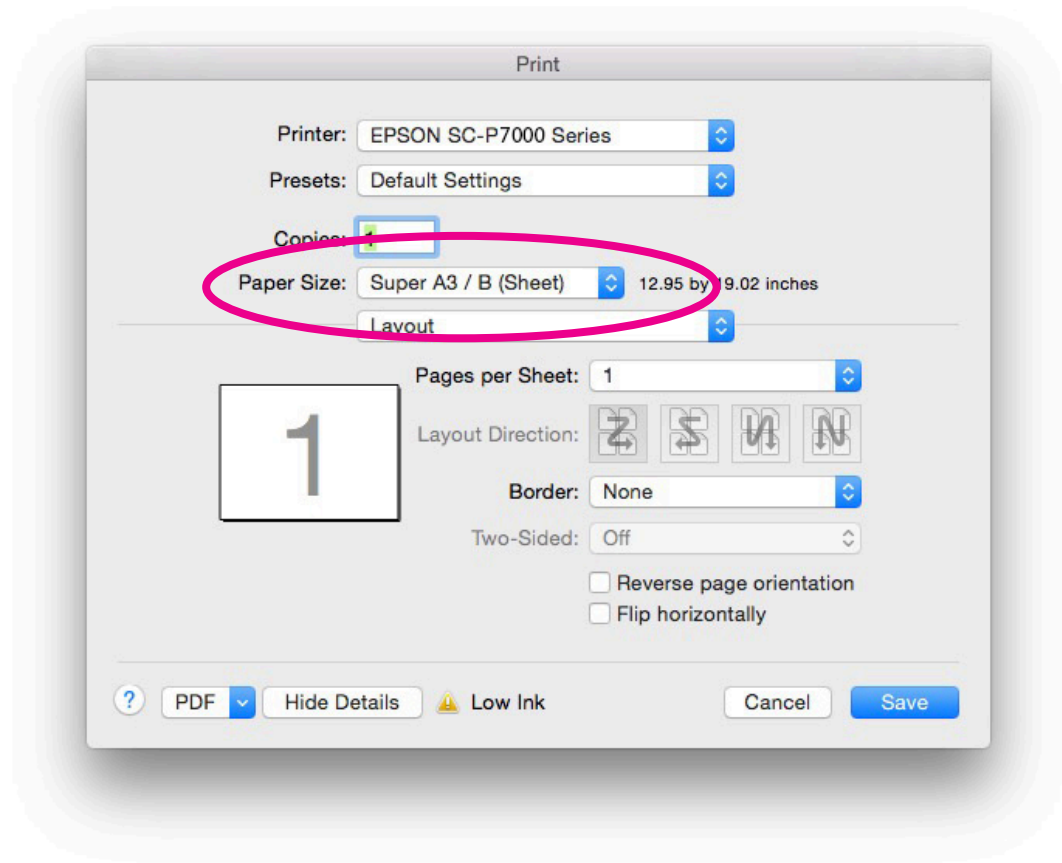 Print
Printer: EPSON SC-P7000 Series
Presets: Default Settings
Copies: 1
Paper Size: Super A3 / B (Sheet) 12.95 by 19.02 inches
Layout
Pages per Sheet: 1
1
Layout Direction:
Border: None
Two-Sided: Off
Reverse page orientation
Flip horizontally
? PDF Hide Details Low Ink Cancel Save